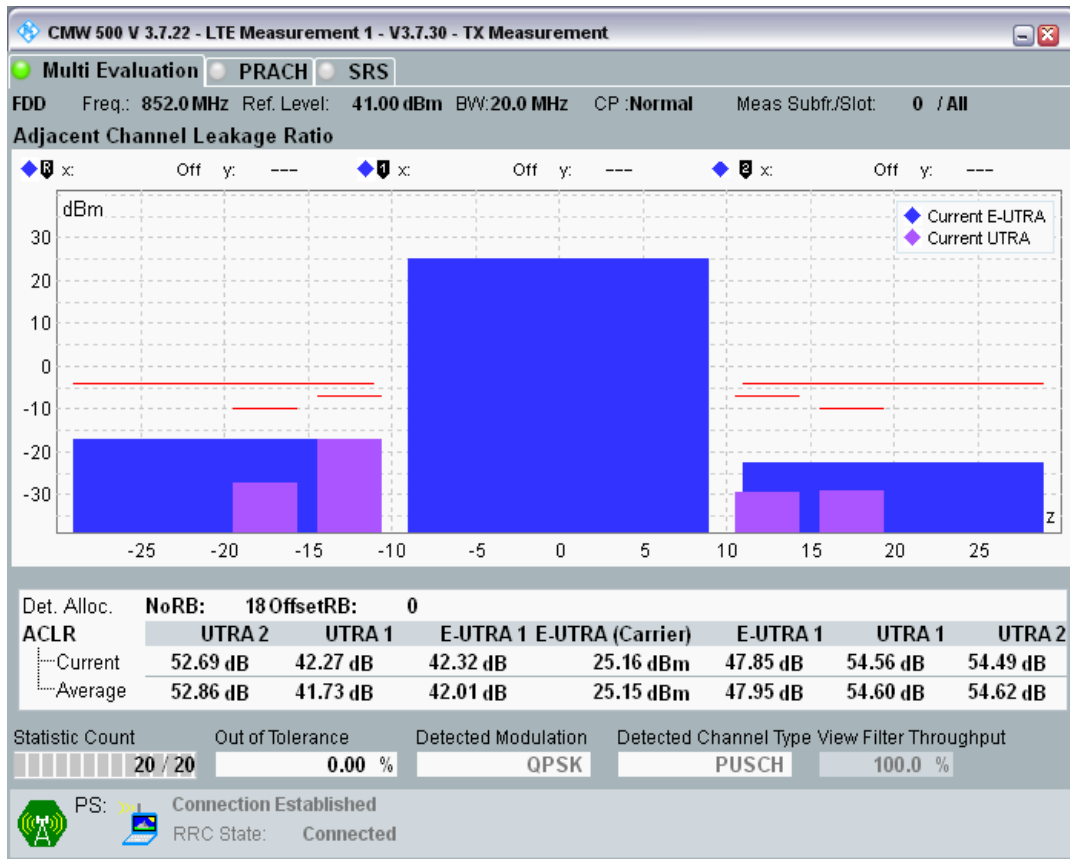 CMW 500 V 3.7.22 - LTE Measurement 1 - V3.7.30 - TX Measurement
Multi Evaluation PRACH SRS
FDD Freq.: 852.0 MHz Ref. Level: 41.00 dBm BW: 20.0 MHz CP :Normal Meas Subfr./Slot: 0 / All
Adjacent Channel Leakage Ratio
R x: Off y: --- 1 x: Off y: --- 2 x: Off y: ---
dBm
Current E-UTRA
Current UTRA
30
20
10
0
-10
-20
-30
z
-25 -20 -15 -10 -5 0 5 10 15 20 25
Det. Alloc. NoRB: 18 OffsetRB: 0
ACLR UTRA 2 UTRA 1 E-UTRA 1 E-UTRA (Carrier) E-UTRA 1 UTRA 1 UTRA 2
Current 52.69 dB 42.27 dB 42.32 dB 25.16 dBm 47.85 dB 54.56 dB 54.49 dB
Average 52.86 dB 41.73 dB 42.01 dB 25.15 dBm 47.95 dB 54.60 dB 54.62 dB
Statistic Count Out of Tolerance Detected Modulation Detected Channel Type View Filter Throughput
20 / 20 0.00 % QPSK PUSCH 100.0 %
PS: Connection Established
RRC State: Connected